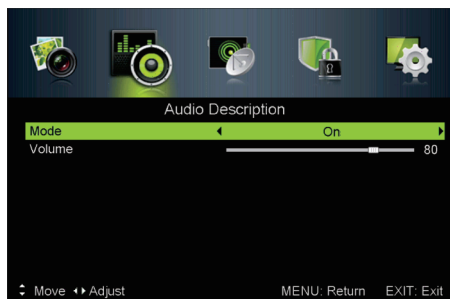 Audio Description
Mode On
Volume 80
Move Adjust MENU: Return EXIT: Exit